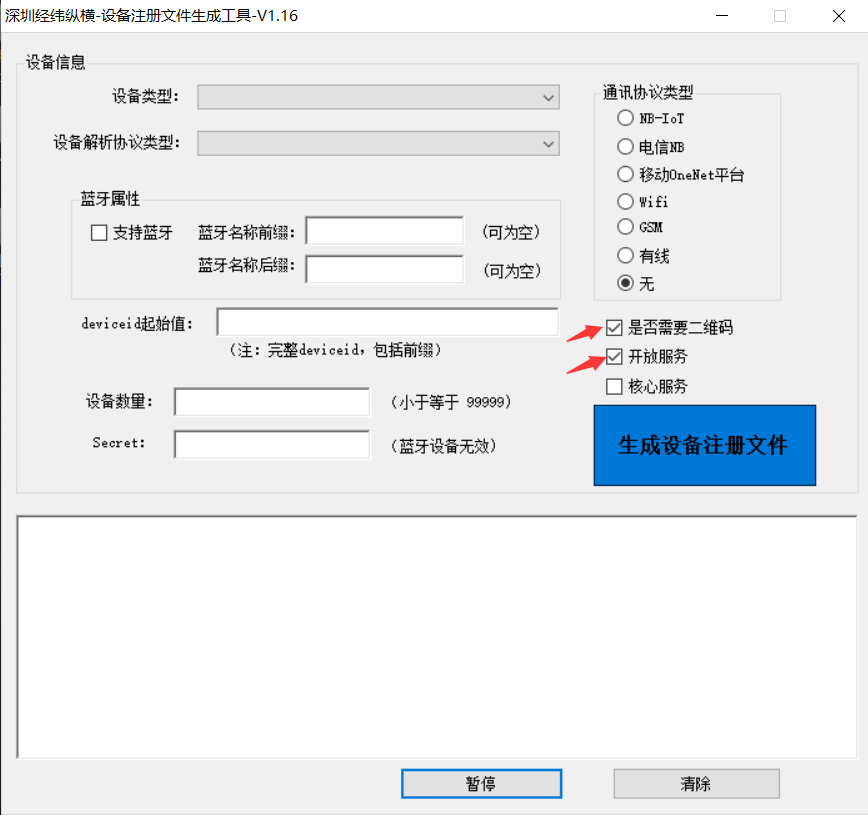 深圳经纬纵横-设备注册文件生成工具-V1.16
设备信息
设备类型：
设备解析协议类型：
蓝牙属性
支持蓝牙 蓝牙名称前缀： (可为空)
蓝牙名称后缀： (可为空)
deviceid起始值：
(注：完整deviceid，包括前缀)
设备数量： (小于等于 99999)
Secret： (蓝牙设备无效)
通讯协议类型
NB-IoT
电信NB
移动OneNet平台
Wifi
GSM
有线
无
是否需要二维码
开放服务
核心服务
生成设备注册文件
暂停 清除